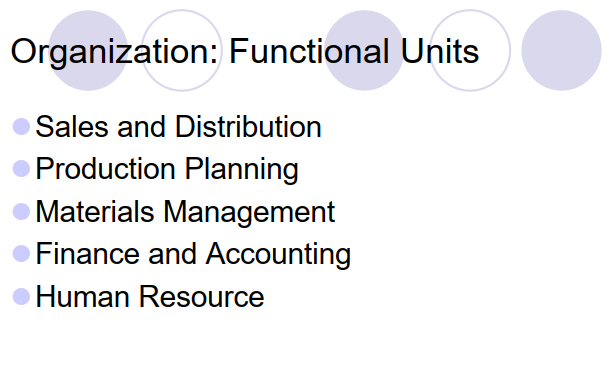 Organization: Functional Units
Sales and Distribution
Production Planning
Materials Management
Finance and Accounting
Human Resource